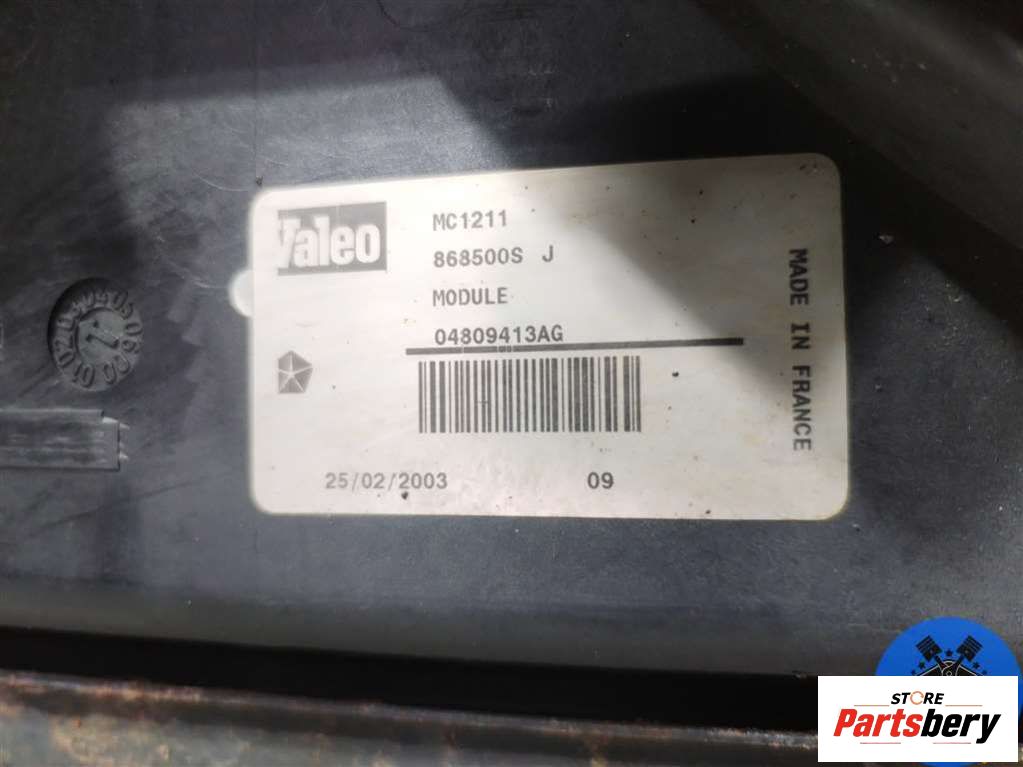 Valeo
MC1211
868500S J
MODULE
04809413AG
25/02/2003 09
MADE IN FRANCE
STORE
Partsbery